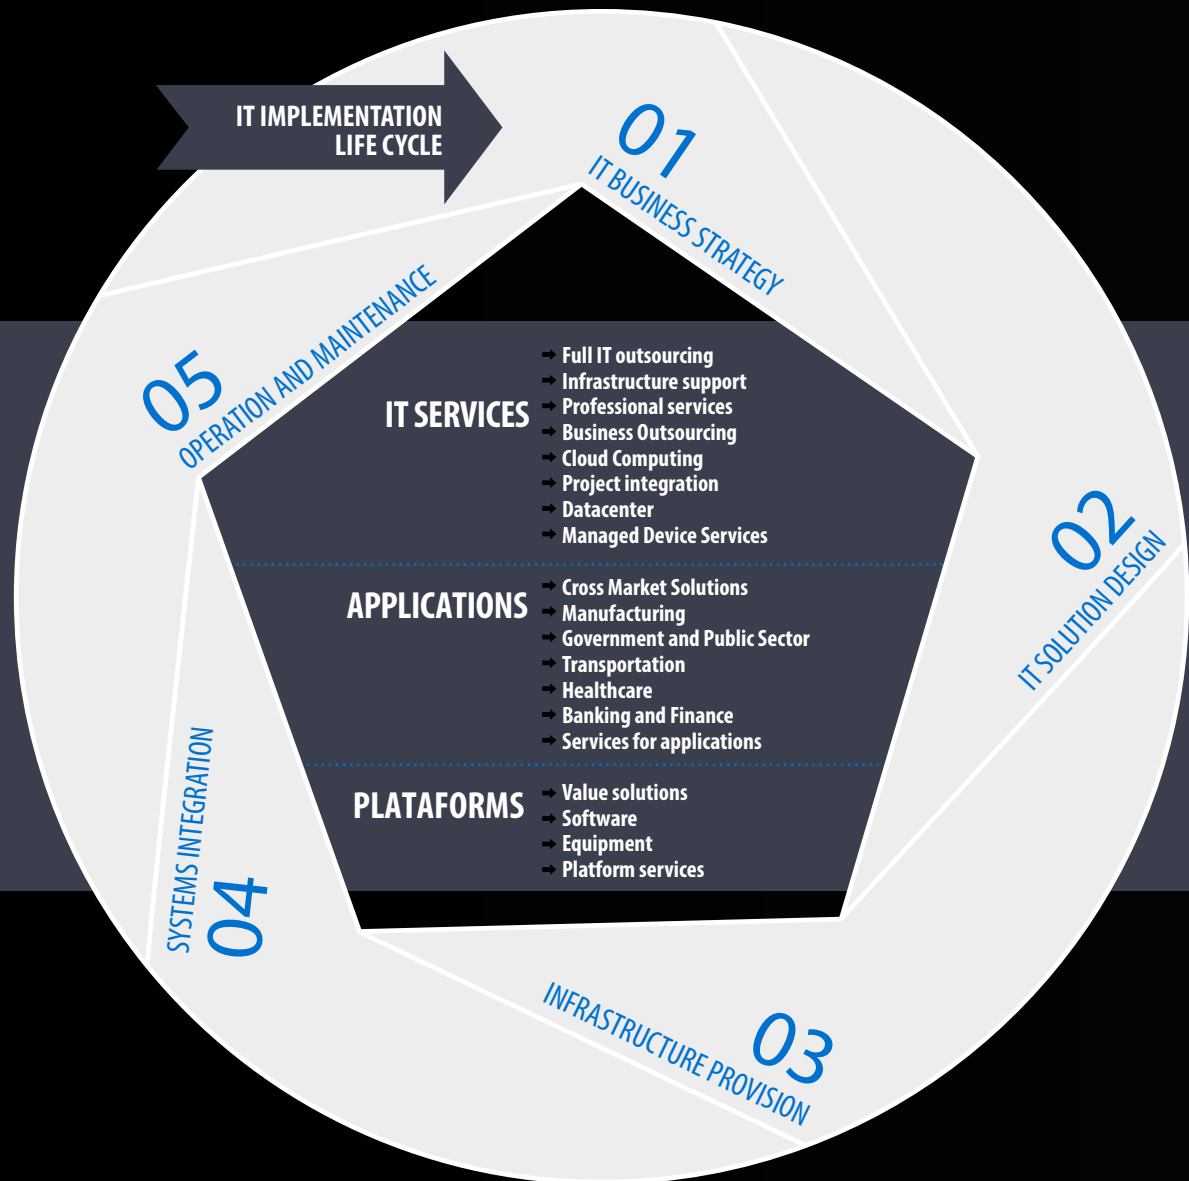 IT IMPLEMENTATION
LIFE CYCLE
01
IT BUSINESS STRATEGY
02
IT SOLUTION DESIGN
03
INFRASTRUCTURE PROVISION
04
SYSTEMS INTEGRATION
05
OPERATION AND MAINTENANCE
IT SERVICES
Full IT outsourcing
Infrastructure support
Professional services
Business Outsourcing
Cloud Computing
Project integration
Datacenter
Managed Device Services
APPLICATIONS
Cross Market Solutions
Manufacturing
Government and Public Sector
Transportation
Healthcare
Banking and Finance
Services for applications
PLATAFORMS
Value solutions
Software
Equipment
Platform services